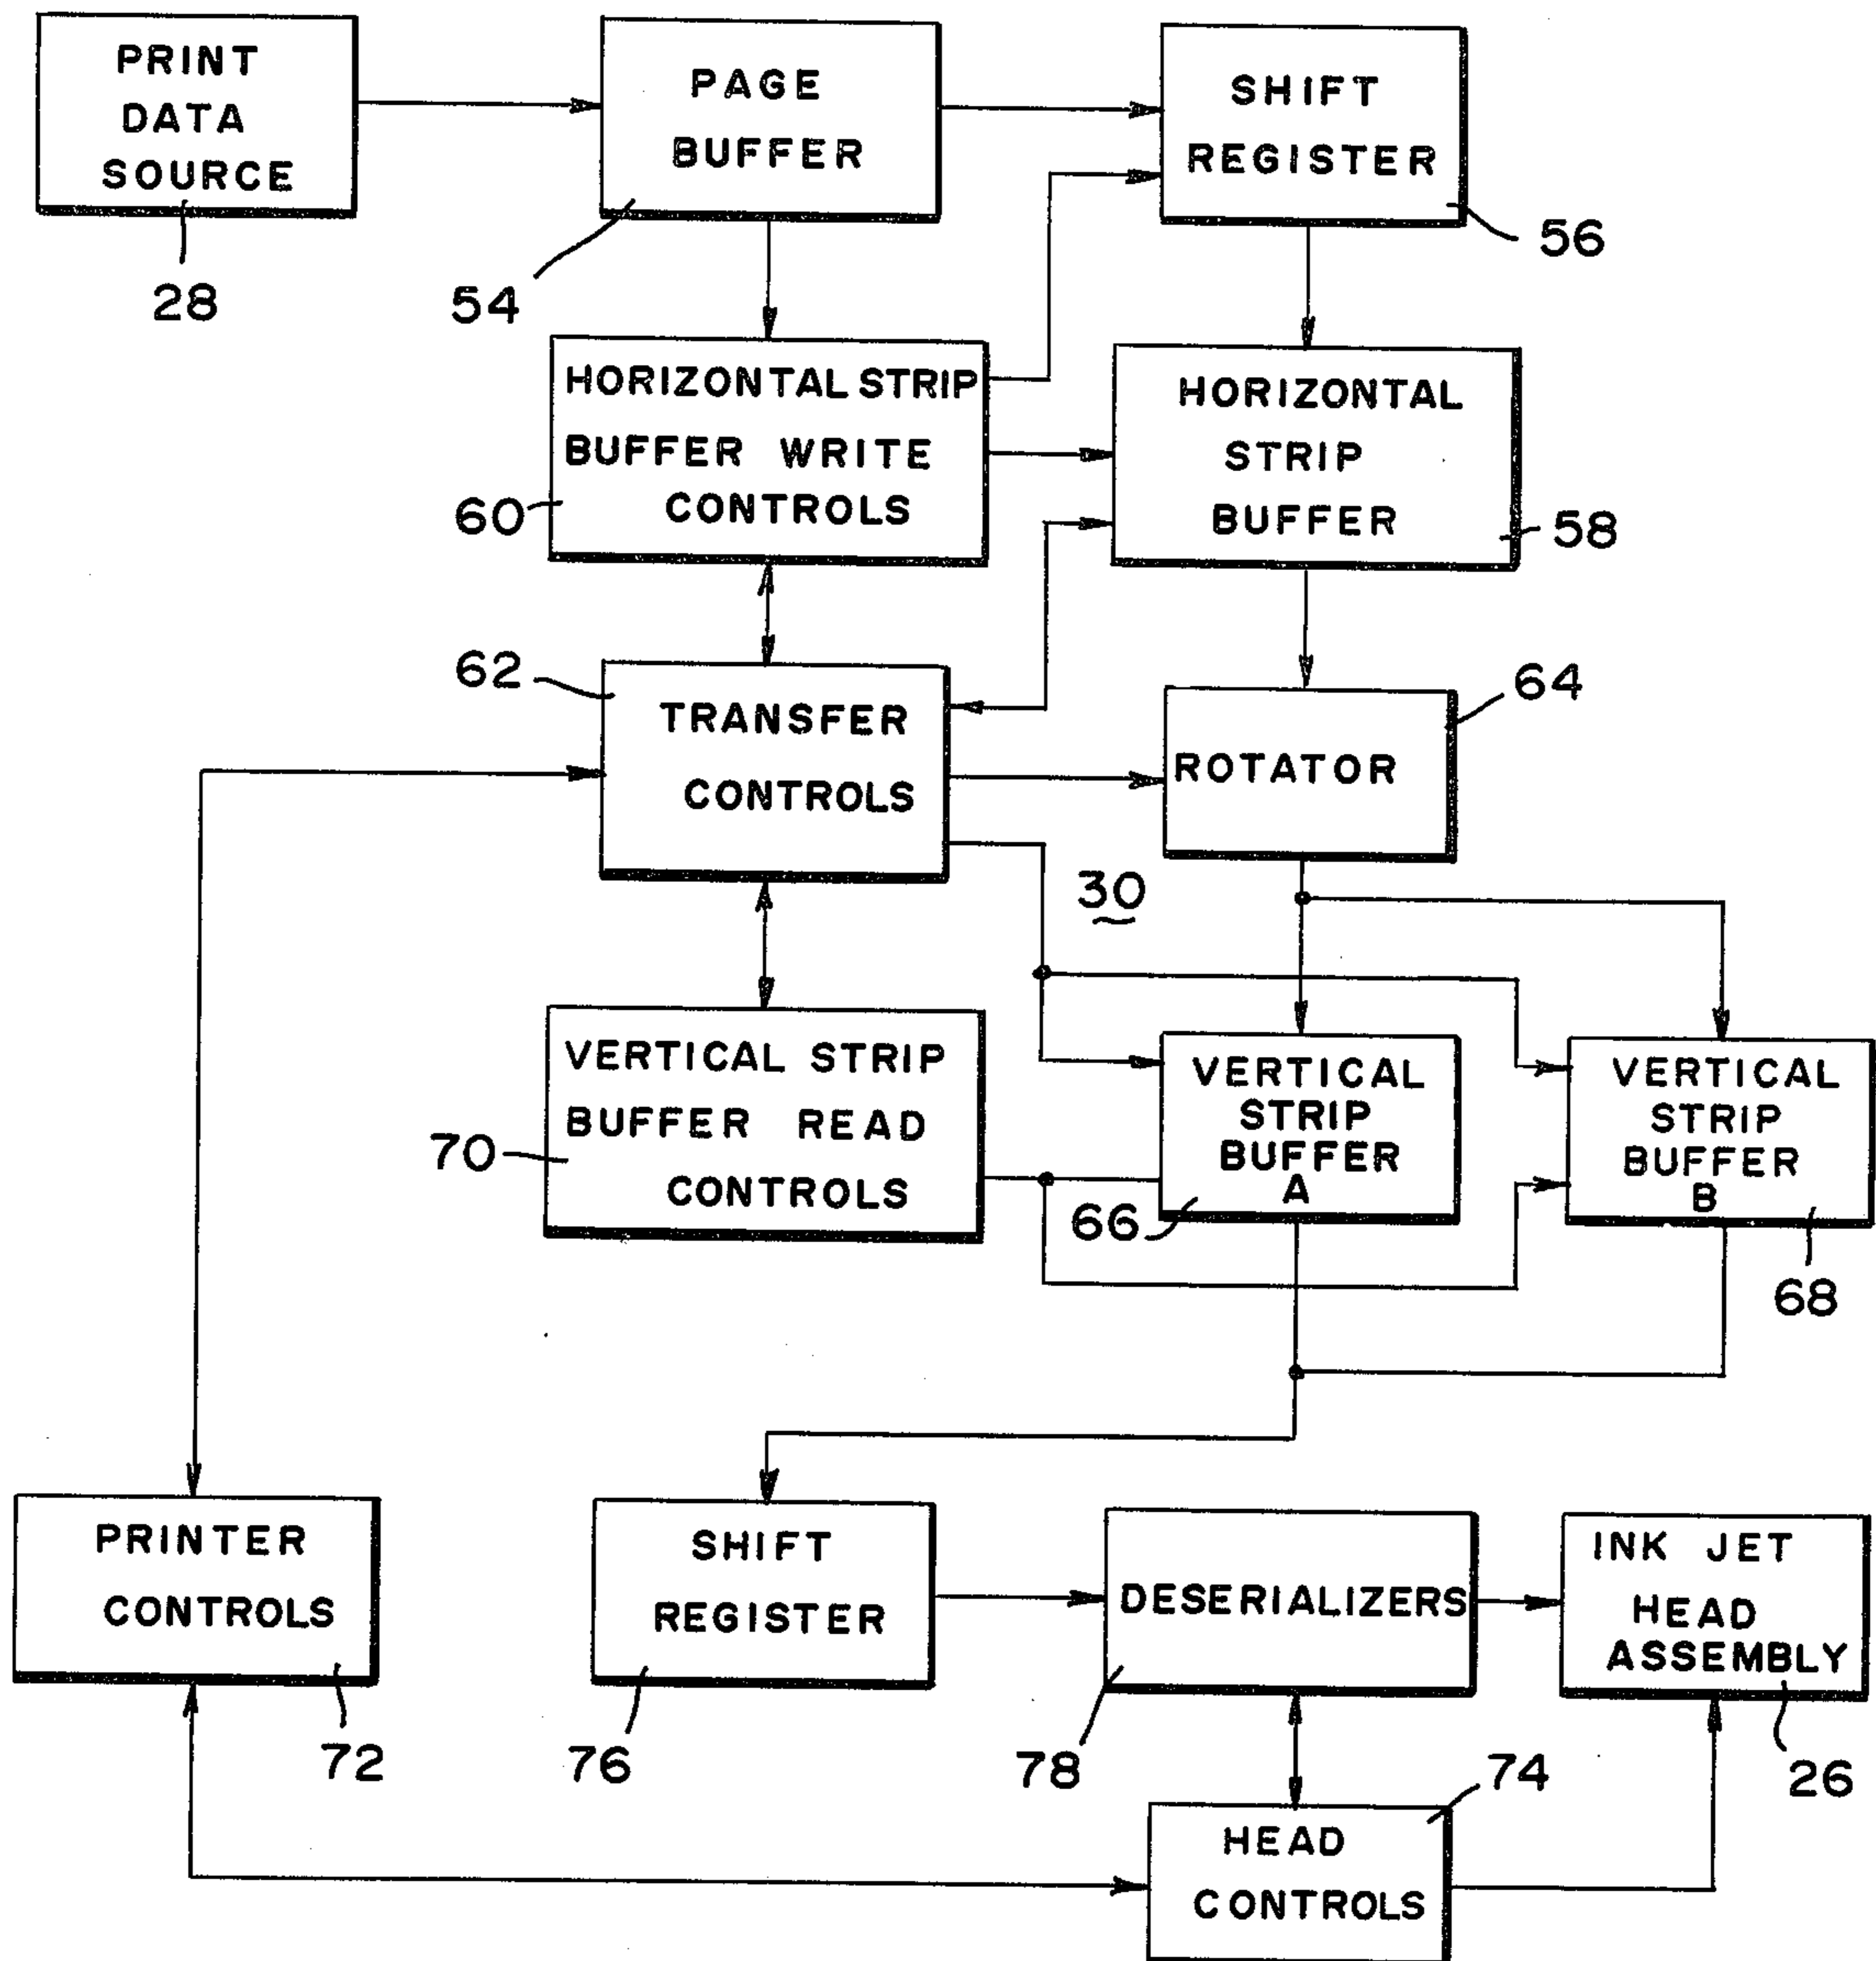 PRINT
DATA
SOURCE
28
PAGE
BUFFER
54
SHIFT
REGISTER
56
HORIZONTAL STRIP
BUFFER WRITE
CONTROLS
60
HORIZONTAL
STRIP
BUFFER
58
62
TRANSFER
CONTROLS
64
ROTATOR
30
VERTICAL STRIP
BUFFER READ
CONTROLS
70
VERTICAL
STRIP
BUFFER
A
66
VERTICAL
STRIP
BUFFER
B
68
PRINTER
CONTROLS
72
SHIFT
REGISTER
76
DESERIALIZERS
78
INK JET
HEAD
ASSEMBLY
26
74
HEAD
CONTROLS